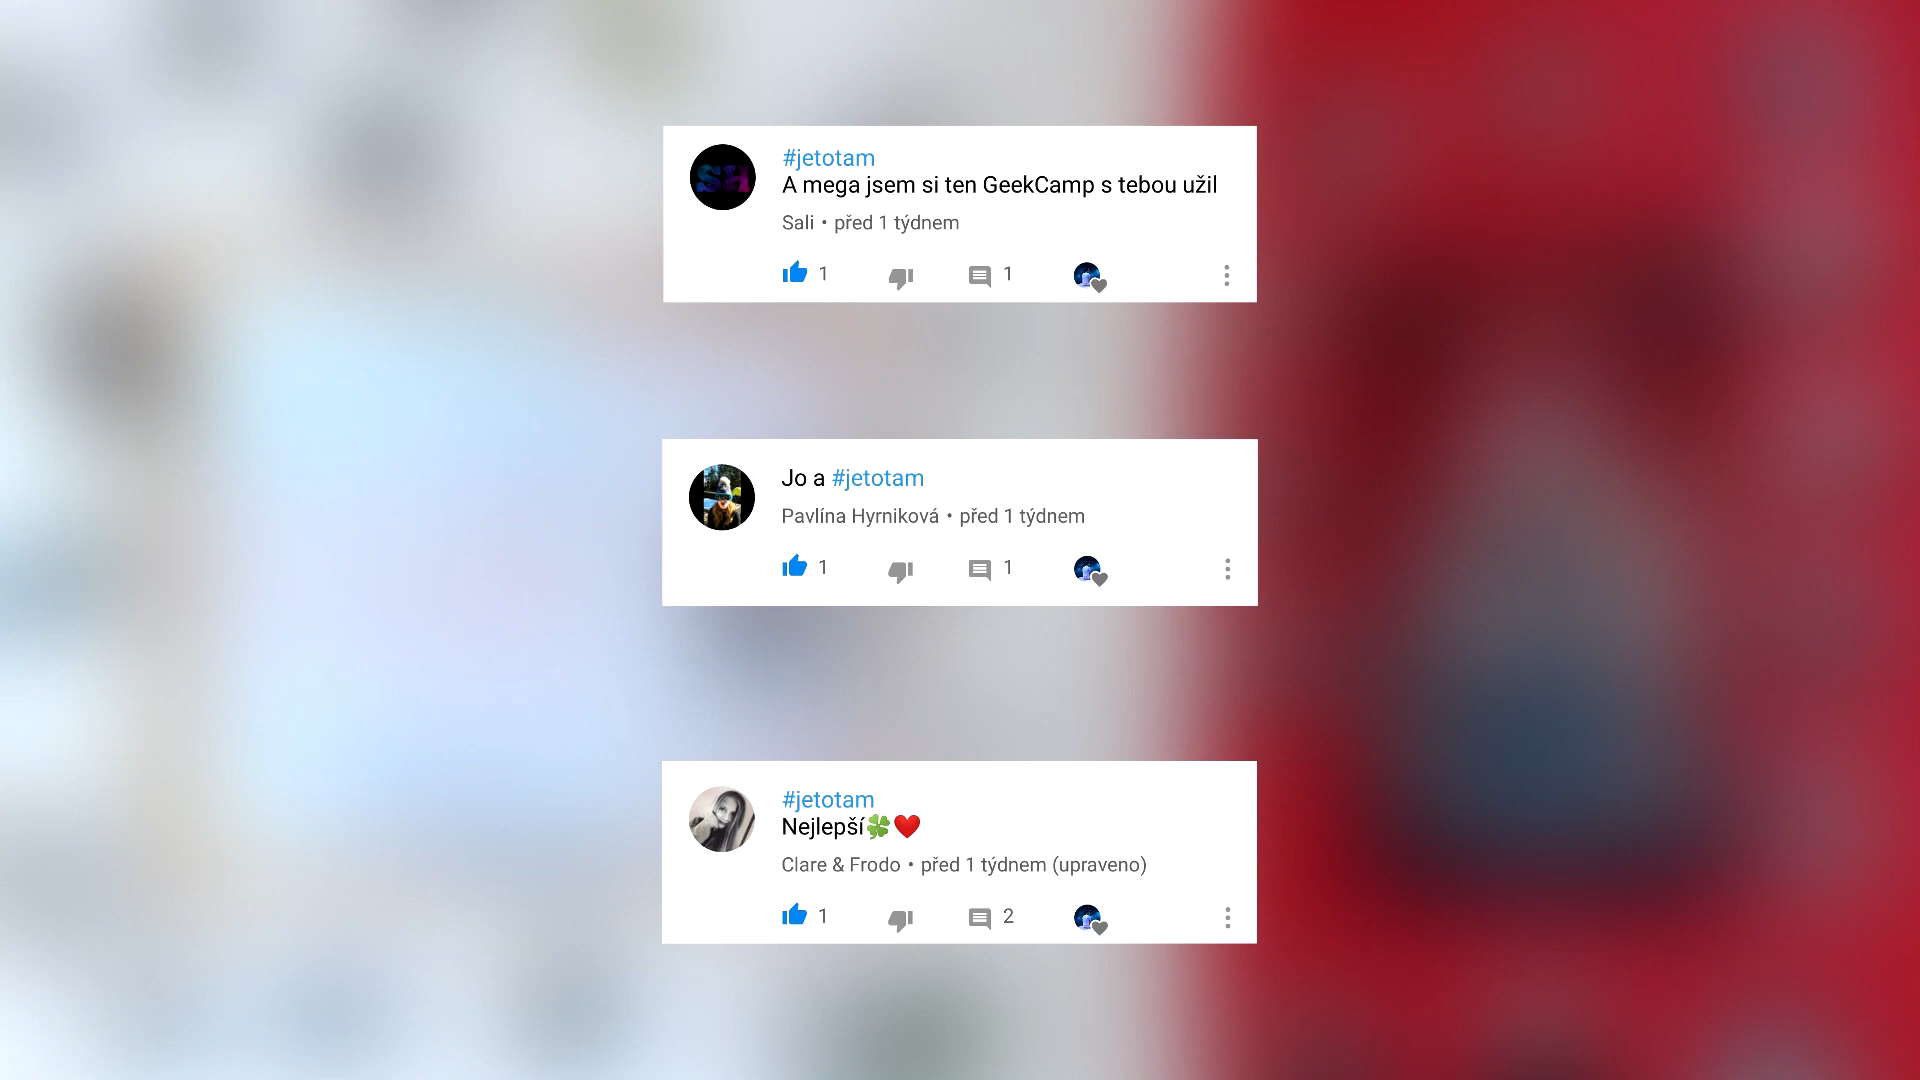 SH
#jetotam
A mega jsem si ten GeekCamp s tebou užil
Sali • před 1 týdnem
1
1
Jo a #jetotam
Pavlína Hyrniková • před 1 týdnem
1
1
#jetotam
Nejlepší🍀❤️
Clare & Frodo • před 1 týdnem (upraveno)
1
2